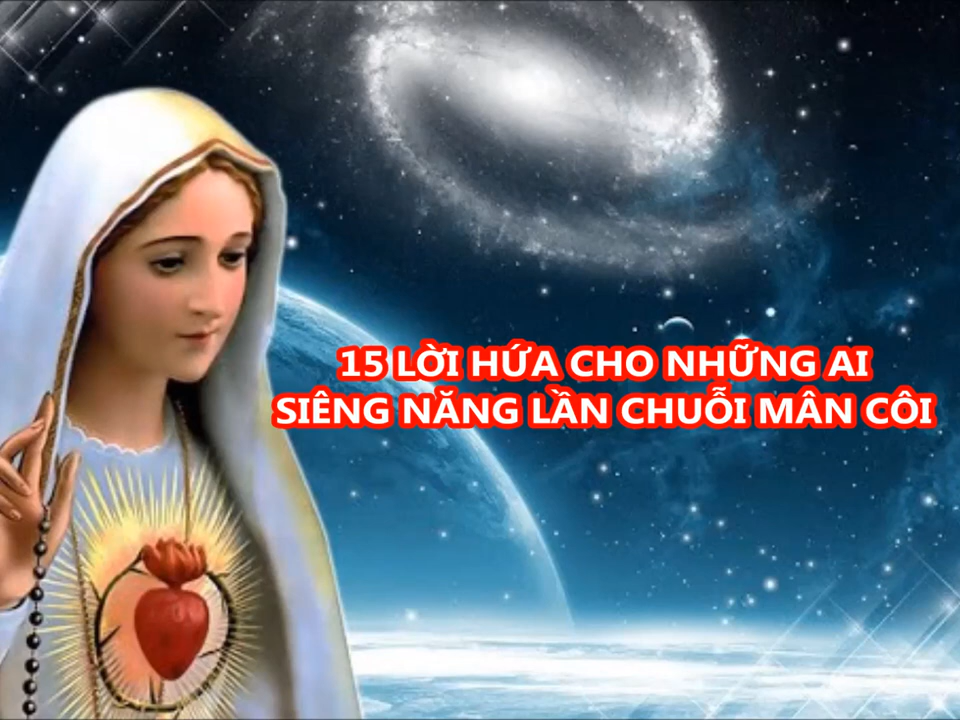 15 LỜI HỨA CHO NHỮNG AI
SIÊNG NĂNG LẦN CHUỖI MÂN CÔI